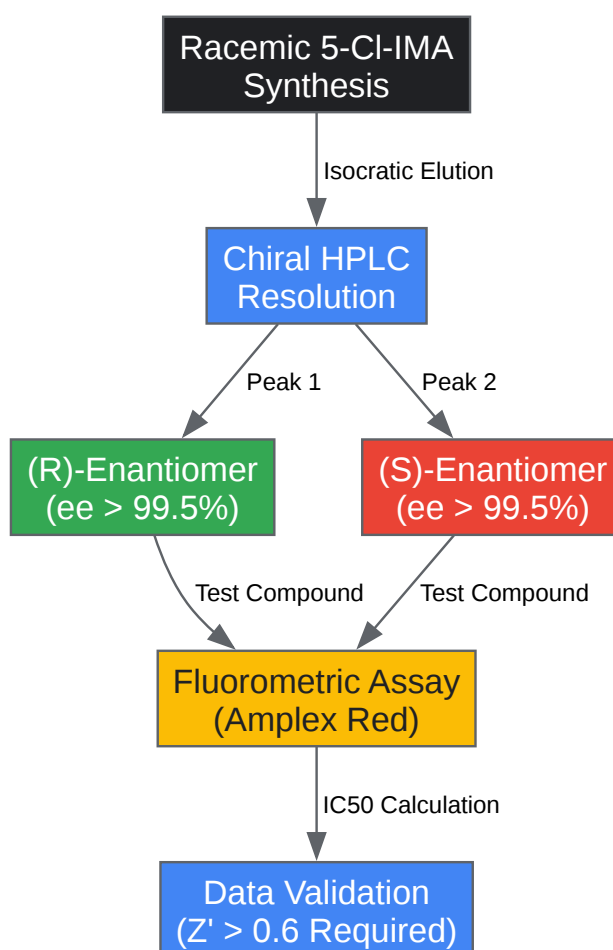 Racemic 5-Cl-IMA
Synthesis
Isocratic Elution
Chiral HPLC
Resolution
Peak 1
Peak 2
(R)-Enantiomer
(ee > 99.5%)
(S)-Enantiomer
(ee > 99.5%)
Test Compound
Test Compound
Fluorometric Assay
(Amplex Red)
IC50 Calculation
Data Validation
(Z' > 0.6 Required)